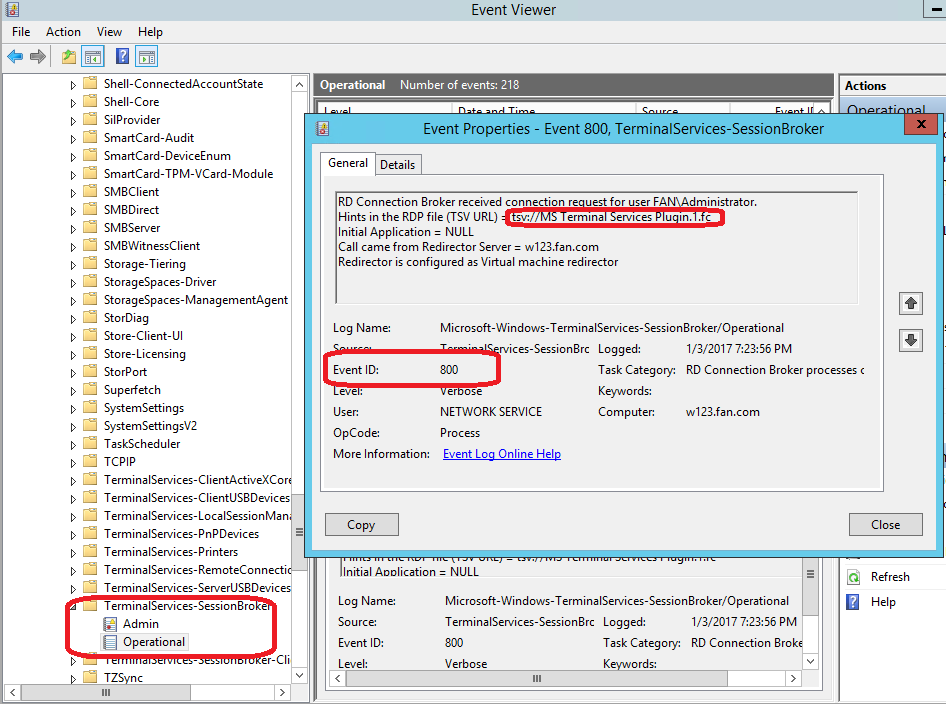 Event Viewer
File Action View Help
Shell-ConnectedAccountState
Shell-Core
SilProvider
SmartCard-Audit
SmartCard-DeviceEnum
SmartCard-TPM-VCard-Module
SMBClient
SMBDirect
SMBServer
SMBWitnessClient
Storage-Tiering
StorageSpaces-Driver
StorageSpaces-ManagementAgent
StorDiag
Store-Client-UI
Store-Licensing
StorPort
Superfetch
SystemSettings
SystemSettingsV2
TaskScheduler
TCPIP
TerminalServices-ClientActiveXCore
TerminalServices-ClientUSBDevices
TerminalServices-LocalSessionMana
TerminalServices-PnPDevices
TerminalServices-Printers
TerminalServices-RemoteConnectio
TerminalServices-ServerUSBDevices
TerminalServices-SessionBroker
Admin
Operational
TerminalServices-SessionBroker-Clie
TZSync
Operational Number of events: 218
Level Date and Time Source Event ID
Actions
Operational
Event Properties - Event 800, TerminalServices-SessionBroker
General Details
RD Connection Broker received connection request for user FAN\Administrator.
Hints in the RDP file (TSV URL) = tsv://MS Terminal Services Plugin.1.fc
Initial Application = NULL
Call came from Redirector Server = w123.fan.com
Redirector is configured as Virtual machine redirector
Log Name: Microsoft-Windows-TerminalServices-SessionBroker/Operational
Source: TerminalServices-SessionBrc Logged: 1/3/2017 7:23:56 PM
Event ID: 800 Task Category: RD Connection Broker processes c
Level: Verbose Keywords:
User: NETWORK SERVICE Computer: w123.fan.com
OpCode: Process
More Information: Event Log Online Help
Copy Close
Hints in the RDP file (TSV URL) = tsv://MS Terminal Services Plugin.1.fc
Initial Application = NULL
Log Name: Microsoft-Windows-TerminalServices-SessionBroker/Operational
Source: TerminalServices-SessionBrc Logged: 1/3/2017 7:23:56 PM
Event ID: 800 Task Category: RD Connection Broke
Level: Verbose Keywords:
Refresh
Help